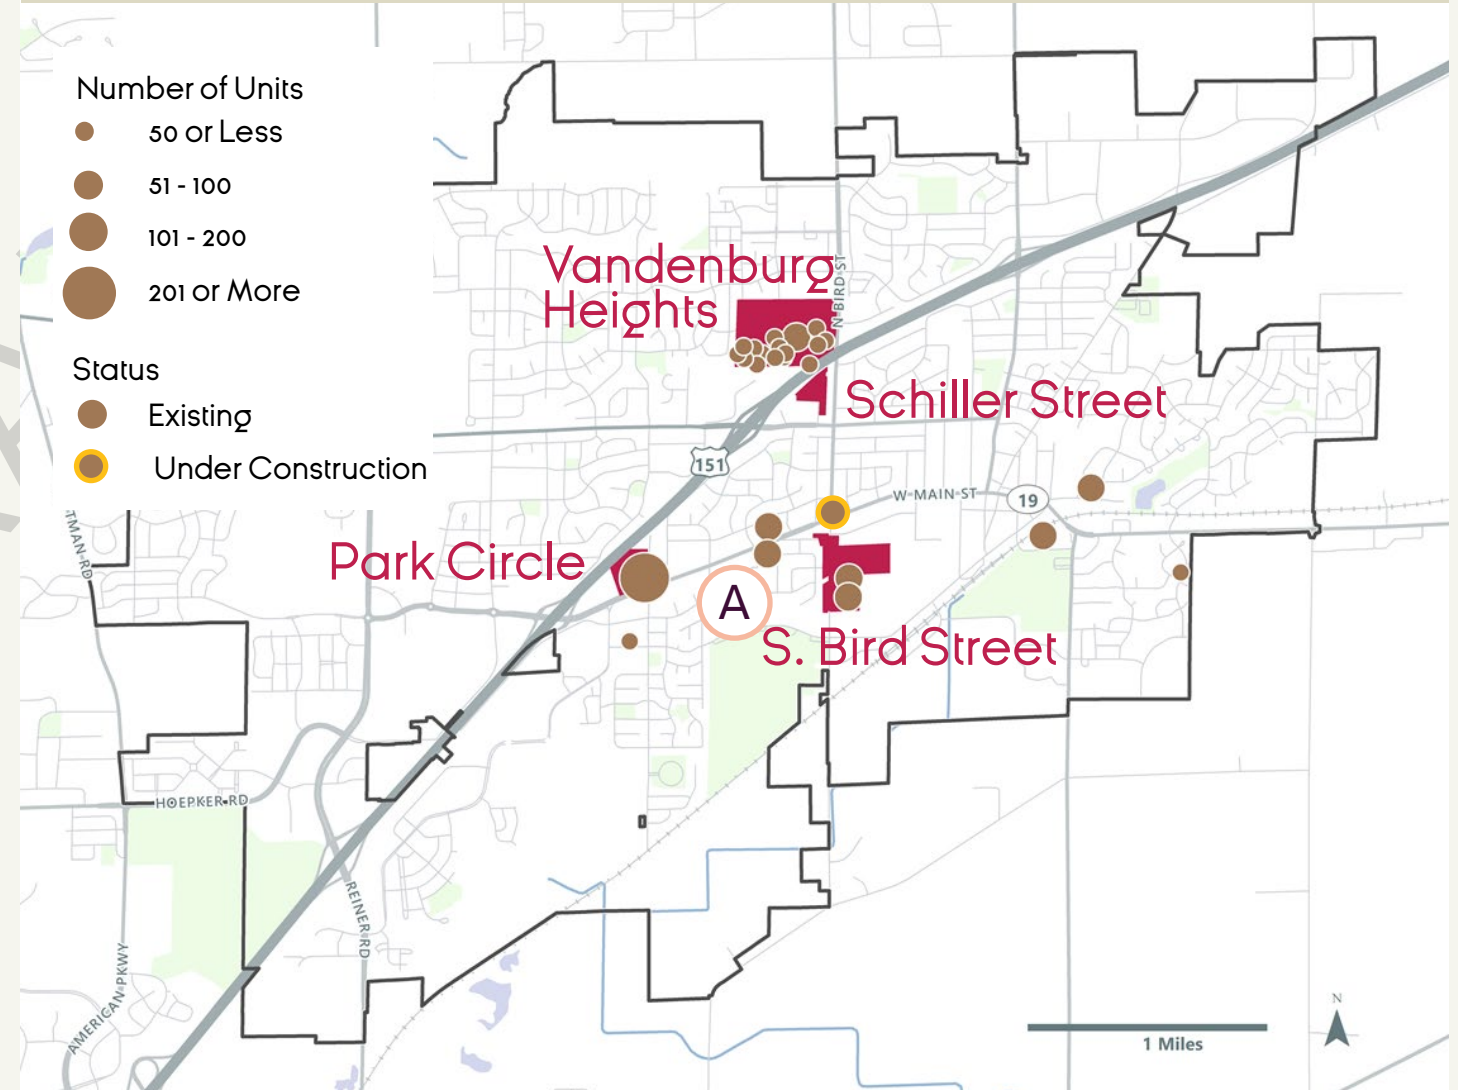 Number of Units
50 or Less
51 - 100
101 - 200
201 or More
Status
Existing
Under Construction
Vandenburg
Heights
N BIRD ST
Schiller Street
151
W MAIN ST
19
Park Circle
A
S. Bird Street
TMAN RD
HOEPKER RD
REINER RD
AMERICAN PKWY
N
1 Miles